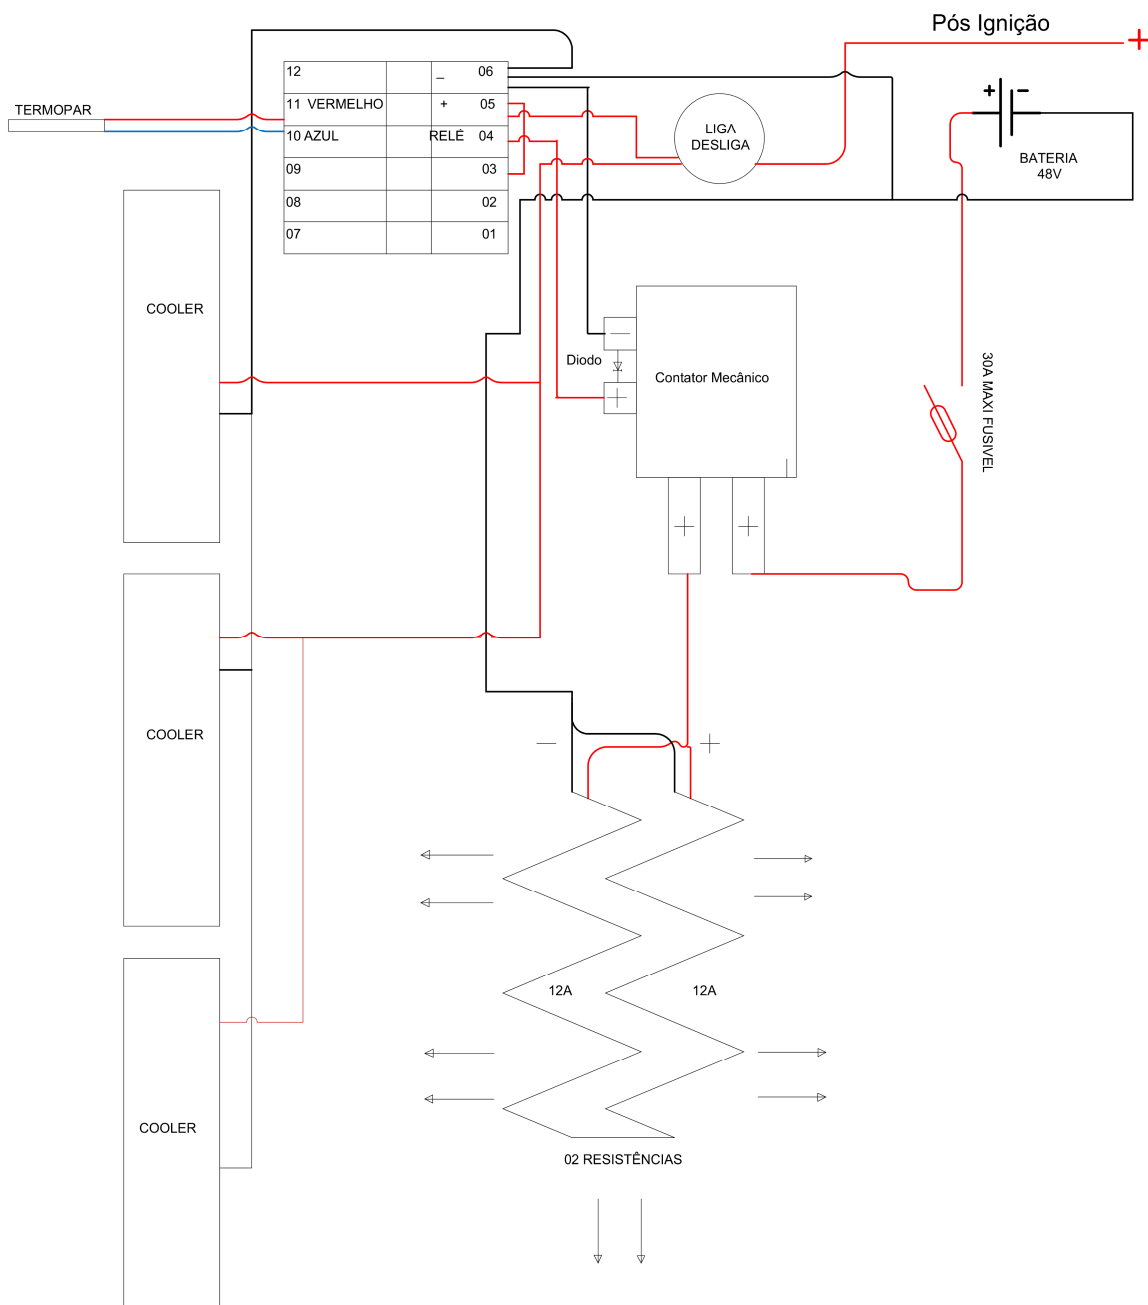 Pós Ignição
+
12
_
06
TERMOPAR
11 VERMELHO
+
05
10 AZUL
RELÉ
04
09
03
08
02
07
01
LIGA
DESLIGA
+
-
BATERIA
48V
COOLER
Diodo
Contator Mecânico
30A MAXI FUSIVEL
COOLER
12A
12A
COOLER
02 RESISTÊNCIAS